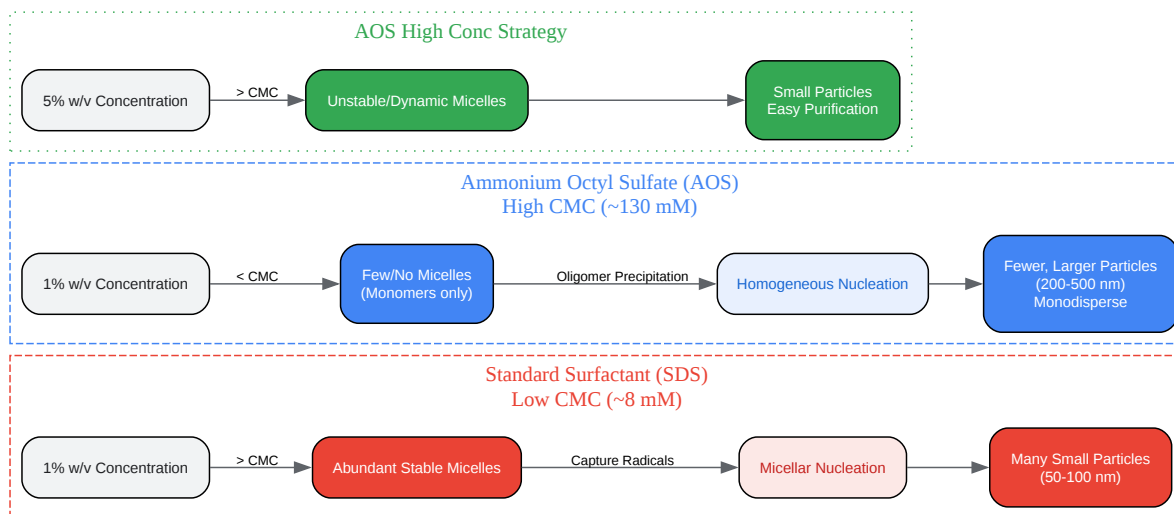 AOS High Conc Strategy
5% w/v Concentration
> CMC
Unstable/Dynamic Micelles
Small Particles
Easy Purification
Ammonium Octyl Sulfate (AOS)
High CMC (~130 mM)
1% w/v Concentration
< CMC
Few/No Micelles
(Monomers only)
Oligomer Precipitation
Homogeneous Nucleation
Fewer, Larger Particles
(200-500 nm)
Monodisperse
Standard Surfactant (SDS)
Low CMC (~8 mM)
1% w/v Concentration
> CMC
Abundant Stable Micelles
Capture Radicals
Micellar Nucleation
Many Small Particles
(50-100 nm)